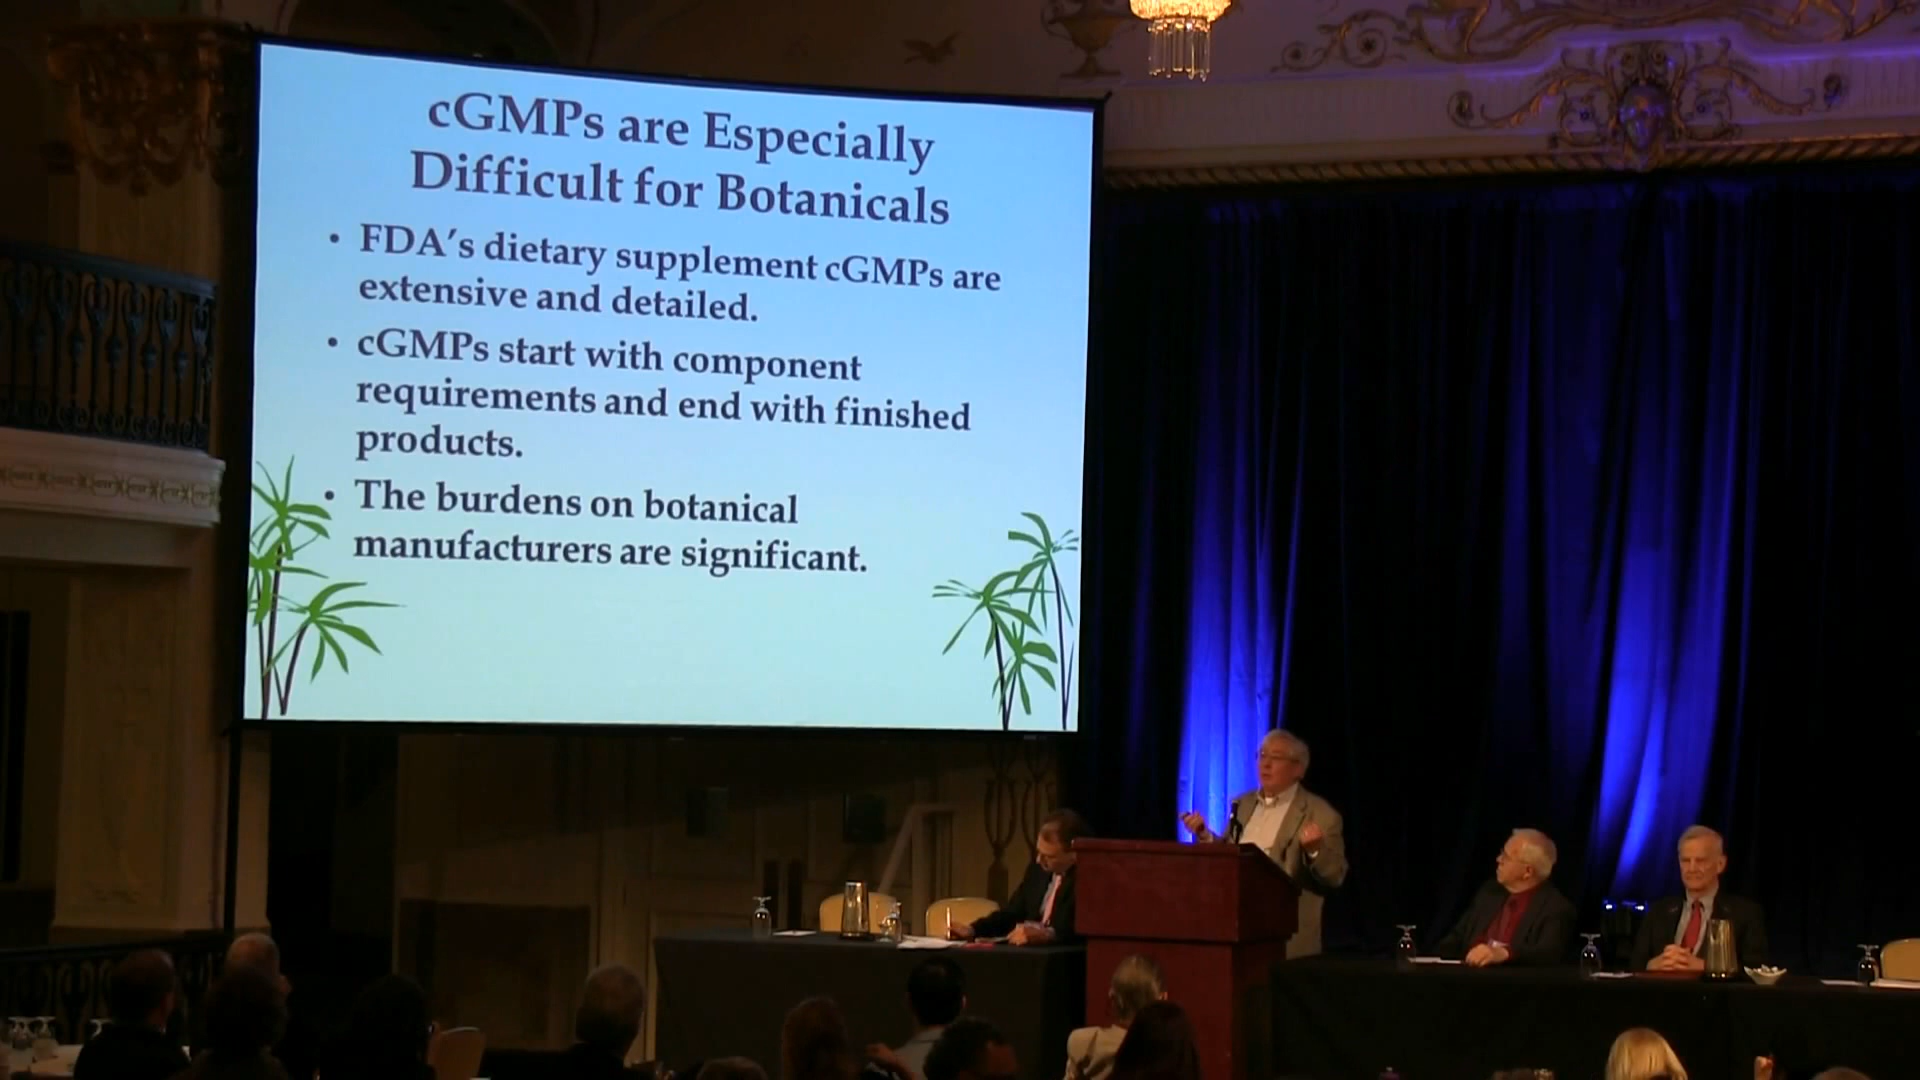 cGMPs are Especially
Difficult for Botanicals
• FDA's dietary supplement cGMPs are
extensive and detailed.
• cGMPs start with component
requirements and end with finished
products.
• The burdens on botanical
manufacturers are significant.